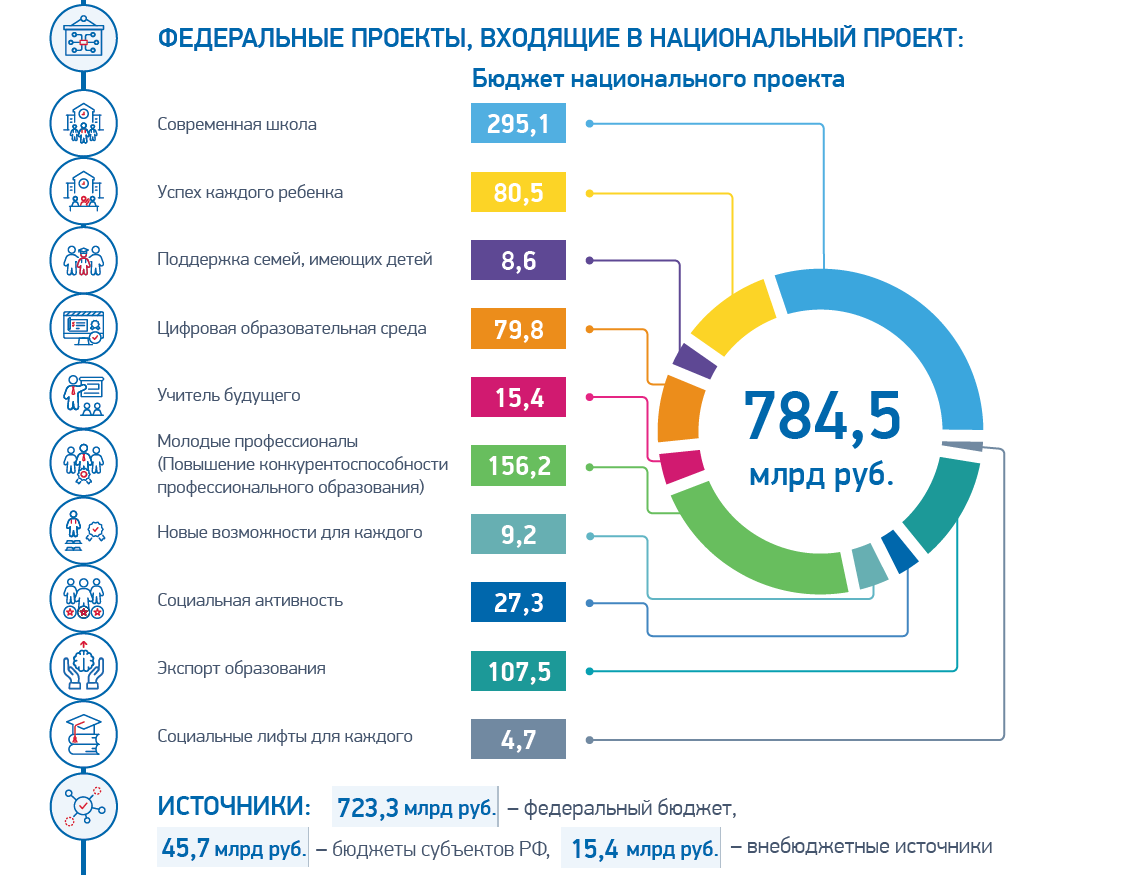 ФЕДЕРАЛЬНЫЕ ПРОЕКТЫ, ВХОДЯЩИЕ В НАЦИОНАЛЬНЫЙ ПРОЕКТ:
Бюджет национального проекта
Современная школа 295,1
Успех каждого ребенка 80,5
Поддержка семей, имеющих детей 8,6
Цифровая образовательная среда 79,8
Учитель будущего 15,4
Молодые профессионалы
(Повышение конкурентоспособности 156,2
профессионального образования)
Новые возможности для каждого 9,2
Социальная активность 27,3
Экспорт образования 107,5
Социальные лифты для каждого 4,7
784,5
млрд руб.
ИСТОЧНИКИ: 723,3 млрд руб. – федеральный бюджет,
45,7 млрд руб. – бюджеты субъектов РФ, 15,4 млрд руб. – внебюджетные источники